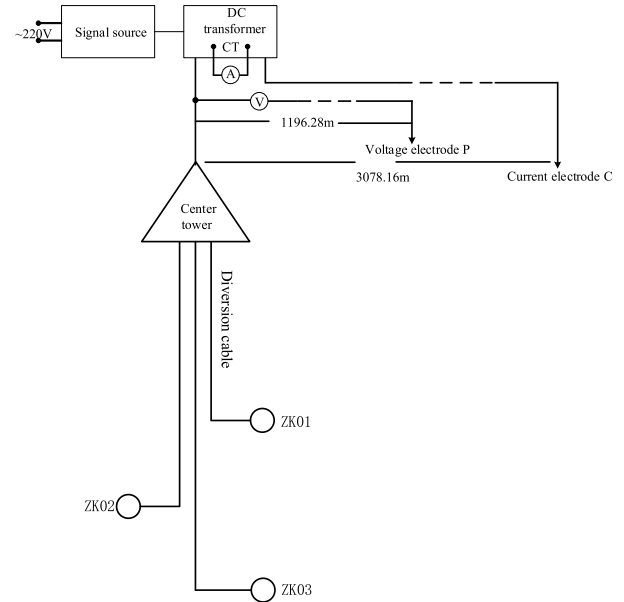 DC
transformer
~220V
Signal source
CT
A
V
1196.28m
Voltage electrode P
3078.16m
Current electrode C
Center
tower
Diversion cable
ZK01
ZK02
ZK03